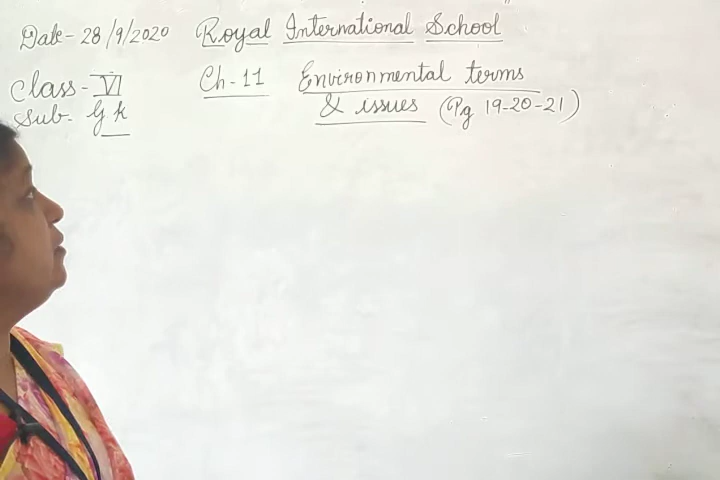 Date- 28/9/2020 Royal International School
Class- VI Ch-11 Environmental terms
Sub- G K & issues (Pg 19-20-21)